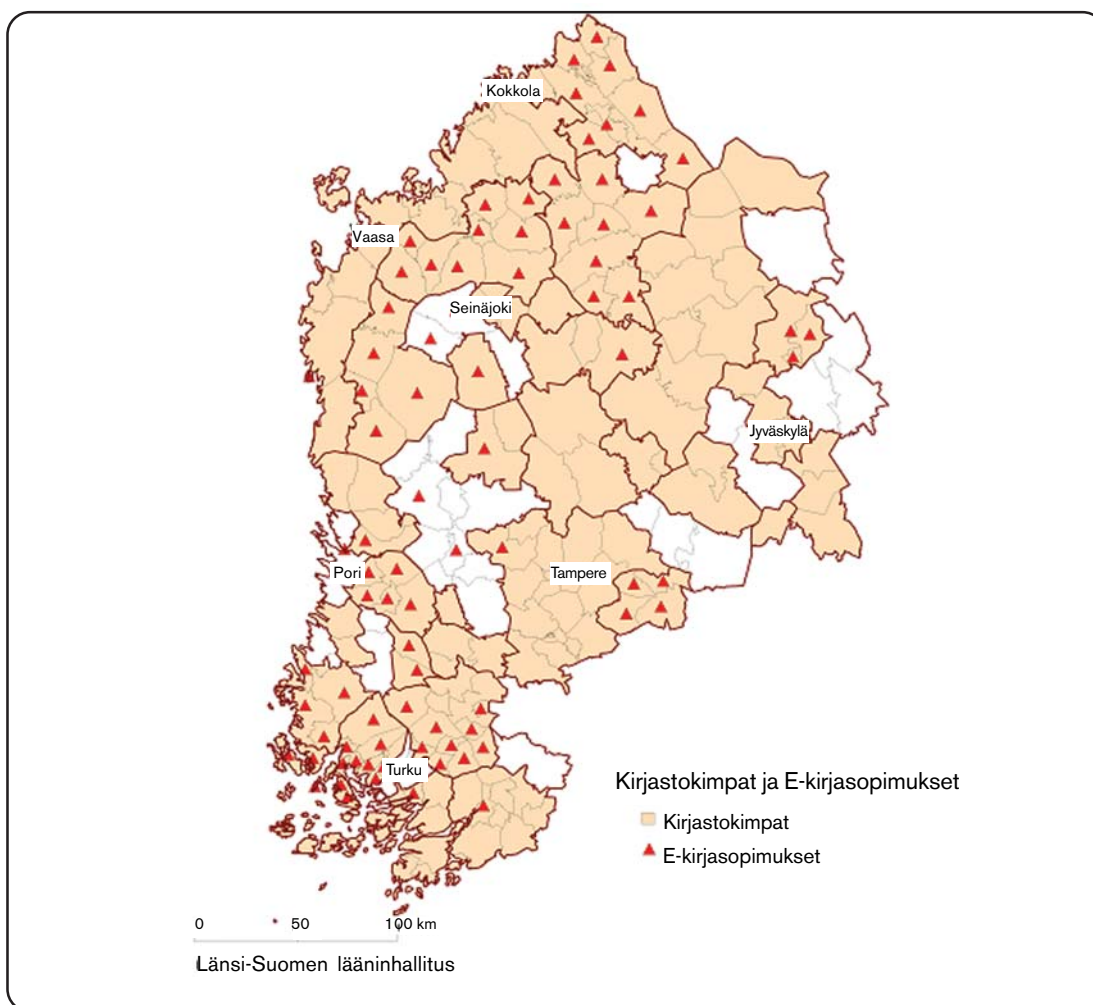 Kokkola
Vaasa
Seinäjoki
Jyväskylä
Pori
Tampere
Turku
Kirjastokimpat ja E-kirjasopimukset
Kirjastokimpat
E-kirjasopimukset
0 50 100 km
Länsi-Suomen lääninhallitus